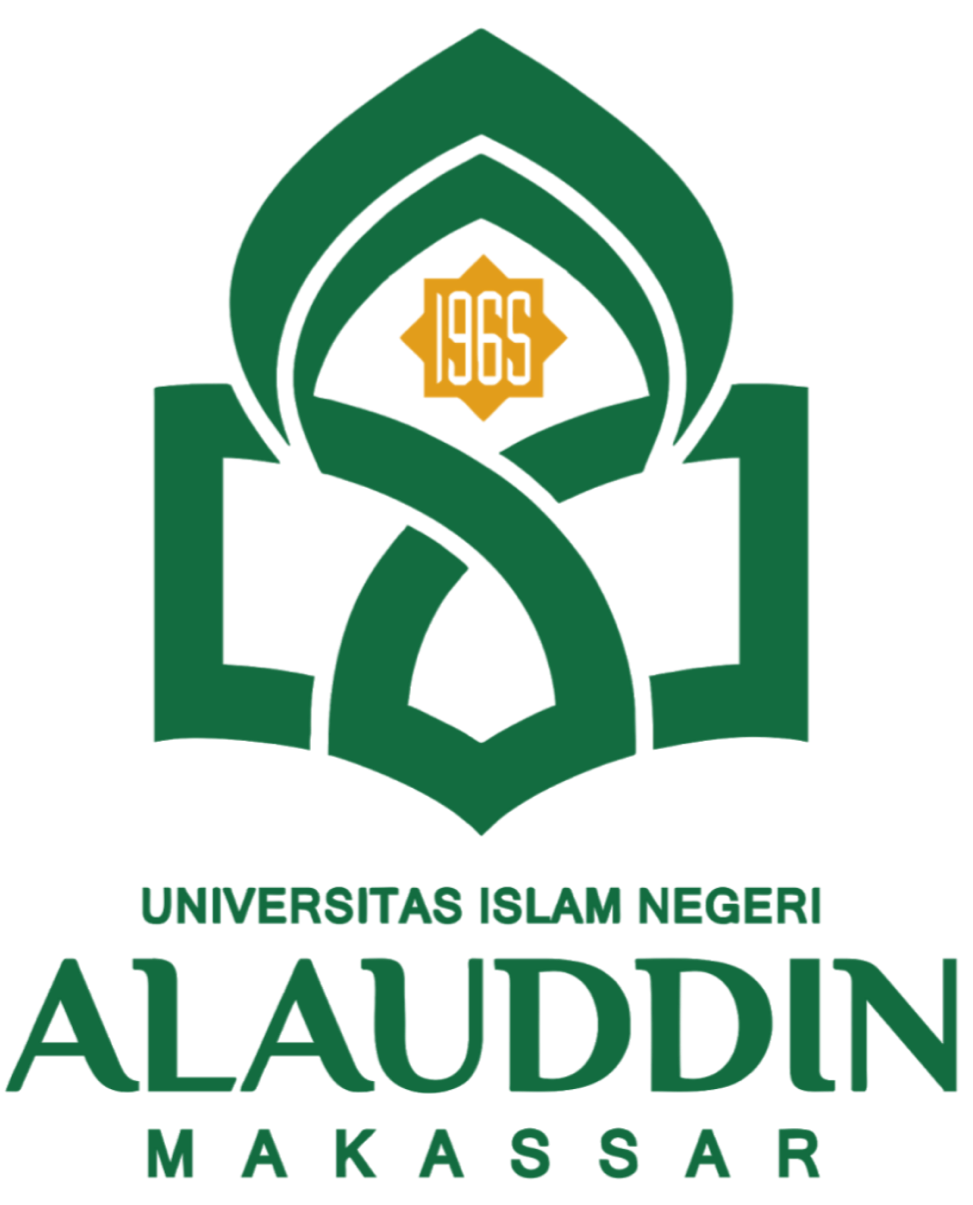 1965
UNIVERSITAS ISLAM NEGERI
ALAUDDIN
MAKASSAR